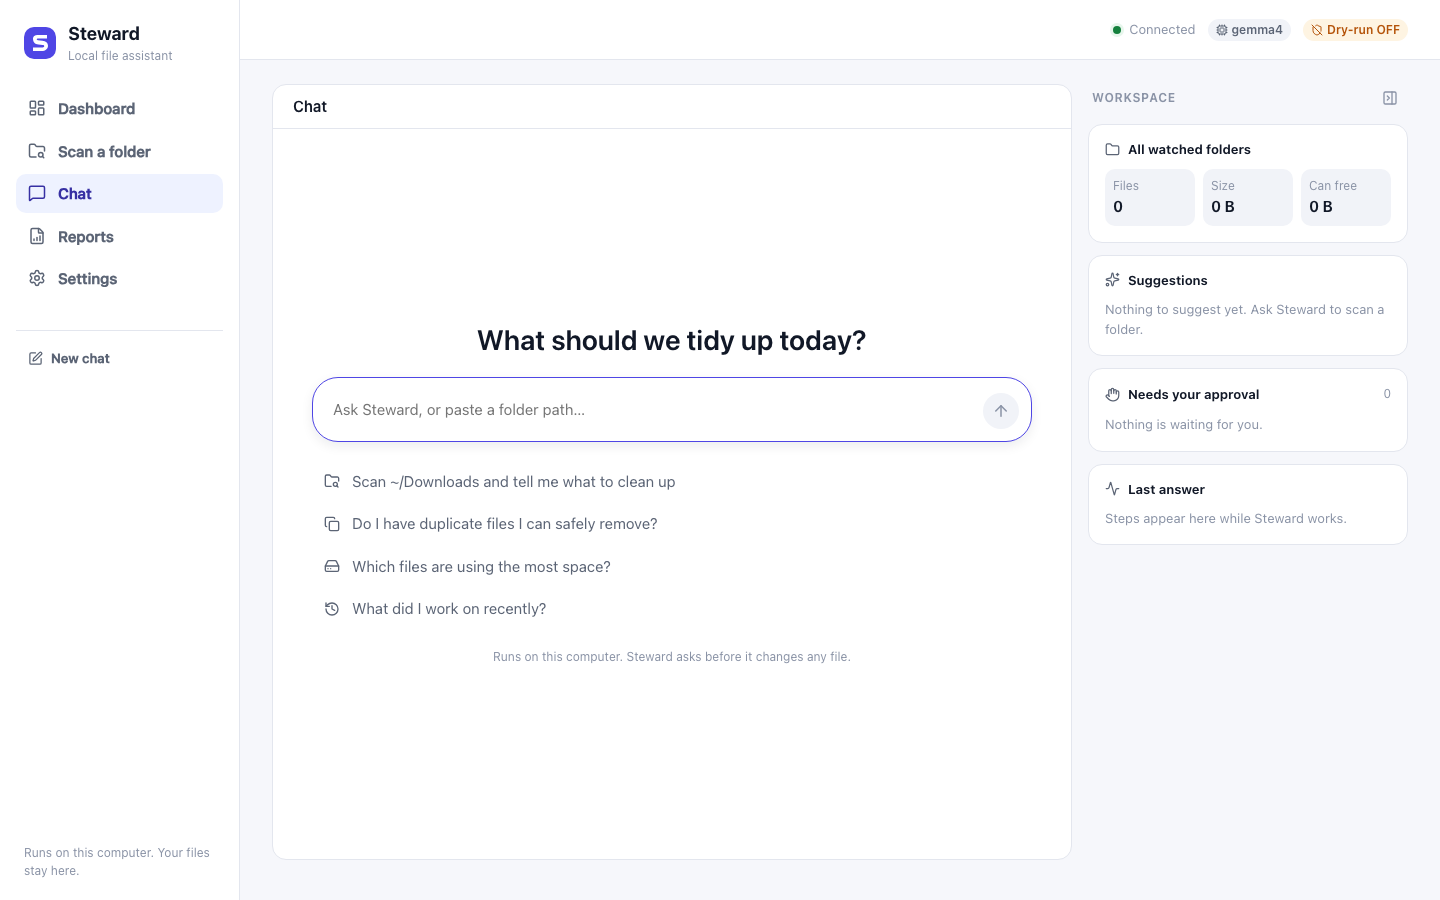 Steward
Local file assistant
Dashboard
Scan a folder
Chat
Reports
Settings
New chat
Runs on this computer. Your files
stay here.
Connected
gemma4
Dry-run OFF
Chat
What should we tidy up today?
Ask Steward, or paste a folder path...
Scan ~/Downloads and tell me what to clean up
Do I have duplicate files I can safely remove?
Which files are using the most space?
What did I work on recently?
Runs on this computer. Steward asks before it changes any file.
WORKSPACE
All watched folders
Files
0
Size
0 B
Can free
0 B
Suggestions
Nothing to suggest yet. Ask Steward to scan a
folder.
Needs your approval
0
Nothing is waiting for you.
Last answer
Steps appear here while Steward works.